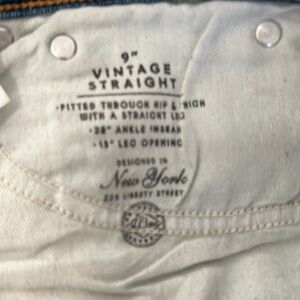 9"
VINTAGE
STRAIGHT
·FITTED THROUGH HIP & THIGH
WITH A STRAIGHT LEG
·28" ANKLE INSEAM
·15" LEG OPENING
DESIGNED IN
New York
225 LIBERTY STREET